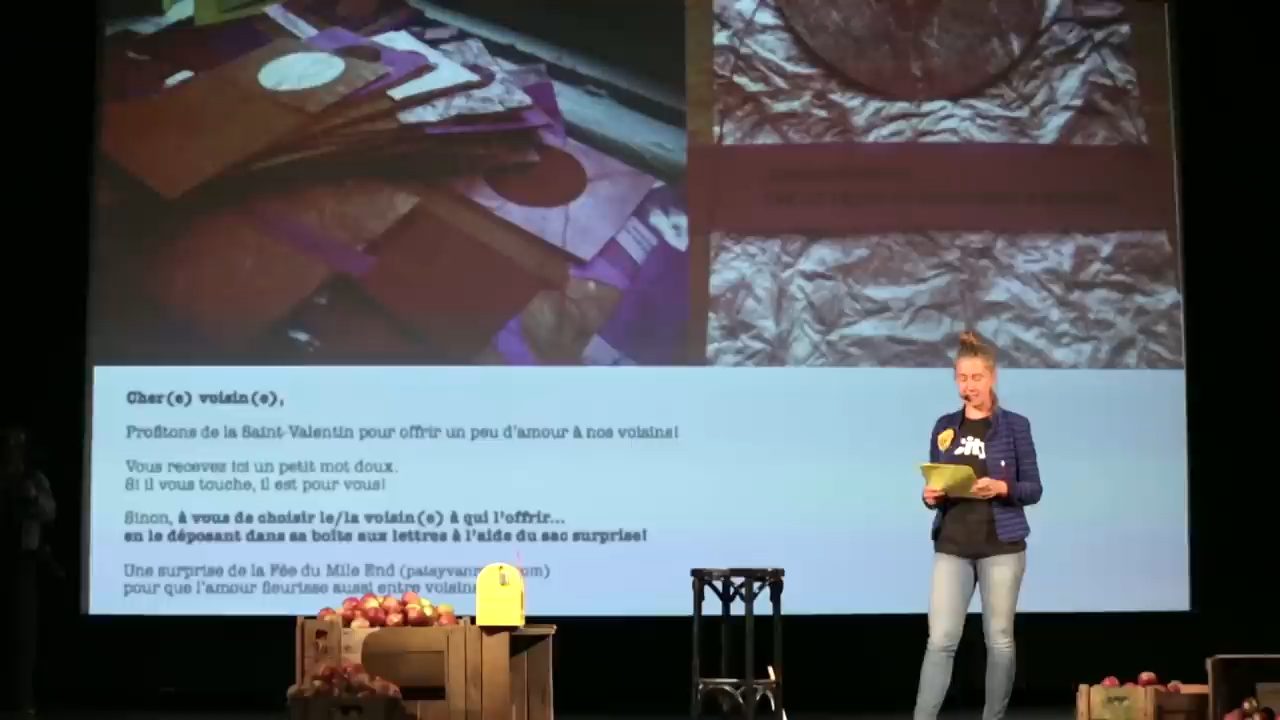 Cher(e) voisin(e),
Profitons de la Saint-Valentin pour offrir un peu d'amour à nos voisins!
Vous recevez ici un petit mot doux.
Si il vous touche, il est pour vous!
Sinon, à vous de choisir le/la voisin(e) à qui l'offrir...
en le déposant dans sa boîte aux lettres à l'aide du sac surprise!
Une surprise de la Fée du Mile End
pour que l'amour fleurisse aussi entre voisins